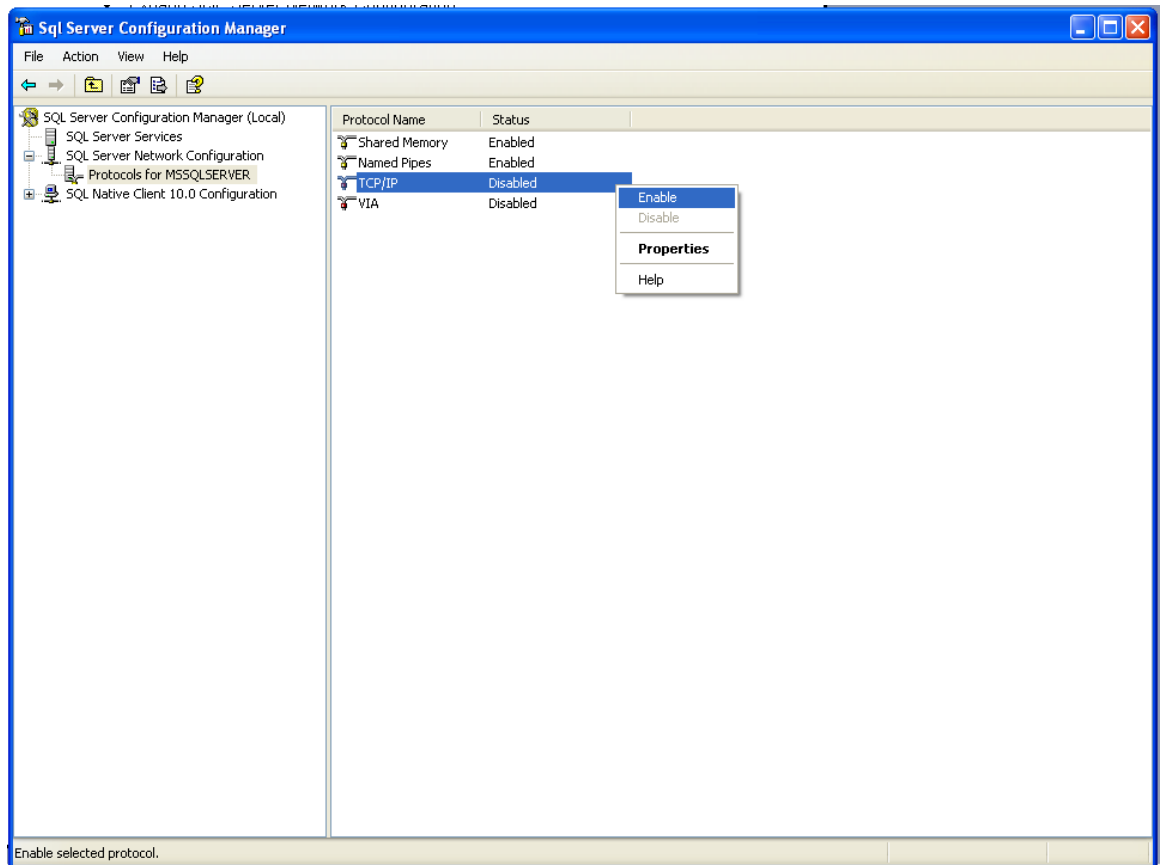 Sql Server Configuration Manager
File Action View Help
SQL Server Configuration Manager (Local)
SQL Server Services
SQL Server Network Configuration
Protocols for MSSQLSERVER
SQL Native Client 10.0 Configuration
Protocol Name Status
Shared Memory Enabled
Named Pipes Enabled
TCP/IP Disabled
VIA Disabled
Enable
Disable
Properties
Help
Enable selected protocol.